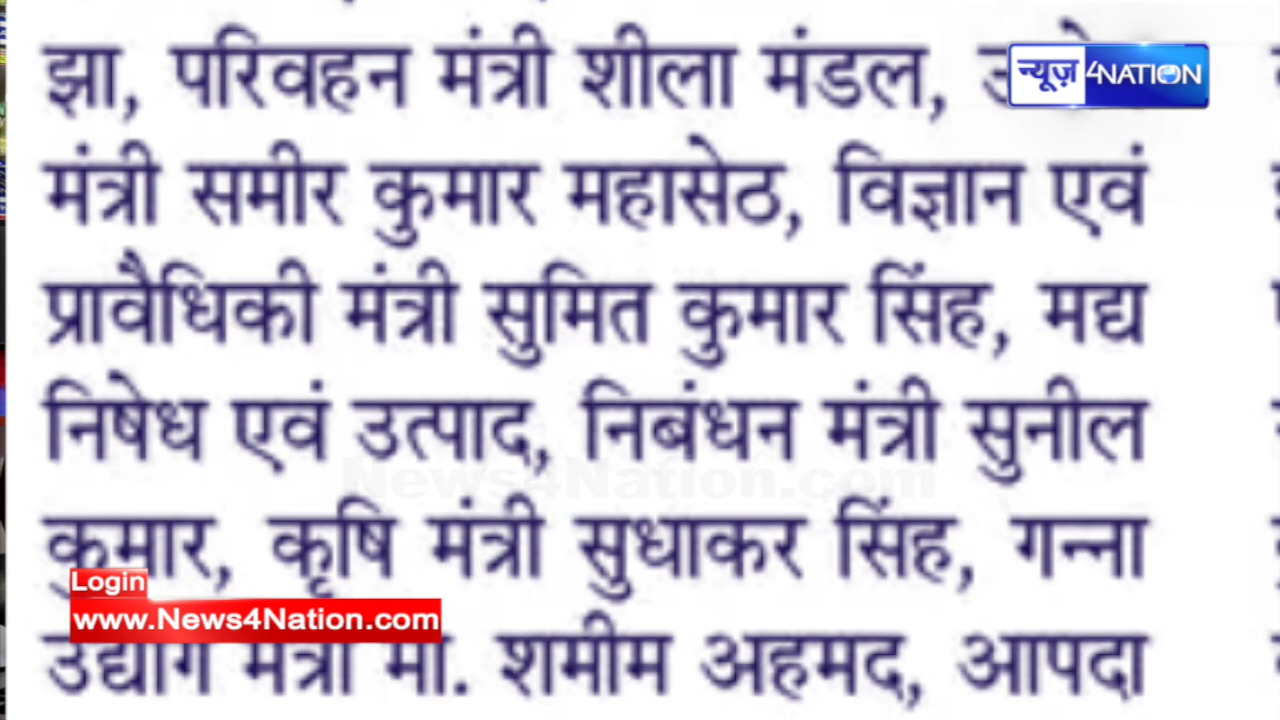 झा, परिवहन मंत्री शीला मंडल,
न्यूज़ 4NATION
मंत्री समीर कुमार महासेठ, विज्ञान एवं
प्रावैधिकी मंत्री सुमित कुमार सिंह, मद्य
निषेध एवं उत्पाद, निबंधन मंत्री सुनील
News4Nation.com
कुमार, कृषि मंत्री सुधाकर सिंह, गन्ना
Login
www.News4Nation.com
उद्योग मंत्री मो. शमीम अहमद, आपदा